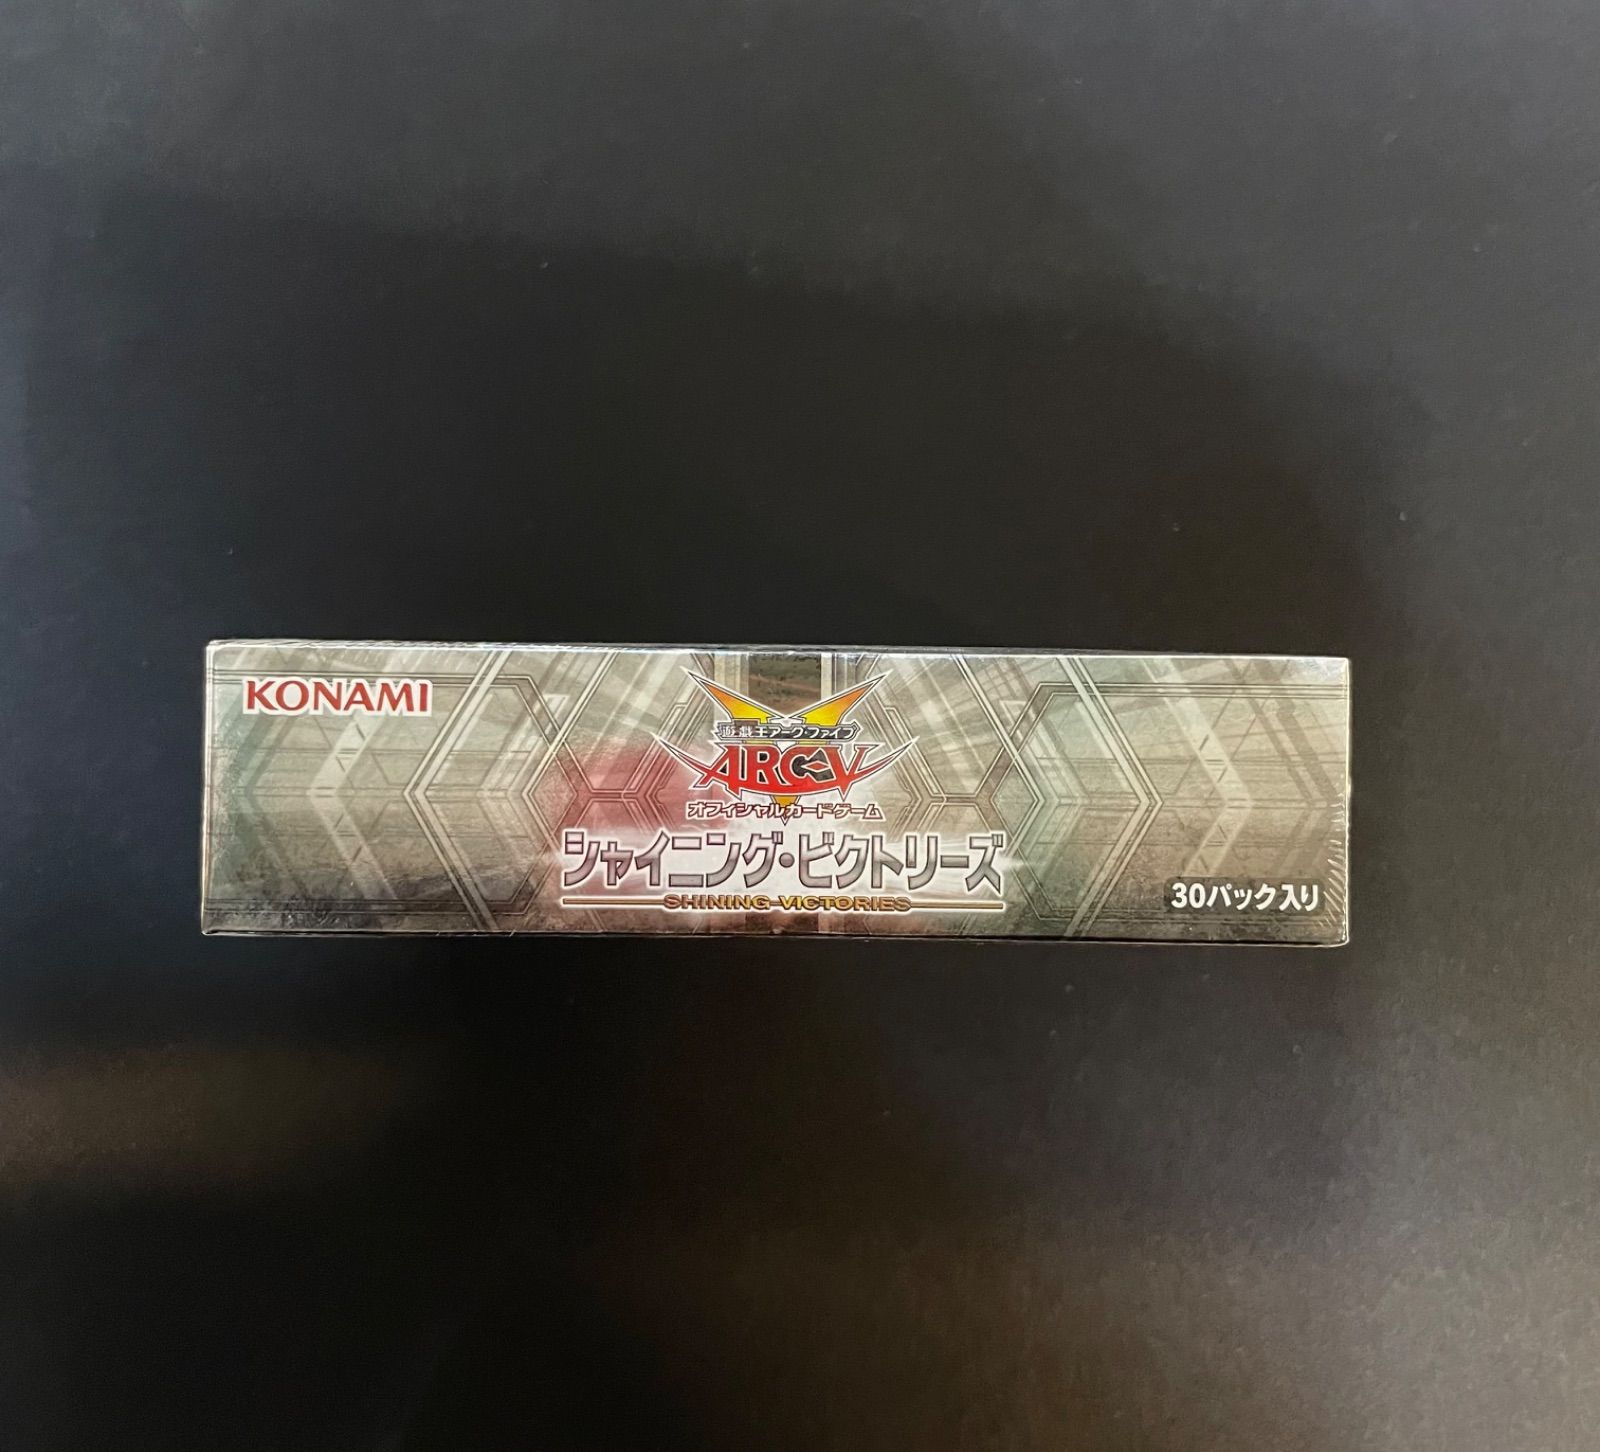 KONAMI
遊戯王アーク・ファイブ
ARC-V
オフィシャルカードゲーム
シャイニング・ビクトリーズ
SHINING VICTORIES
30パック入り